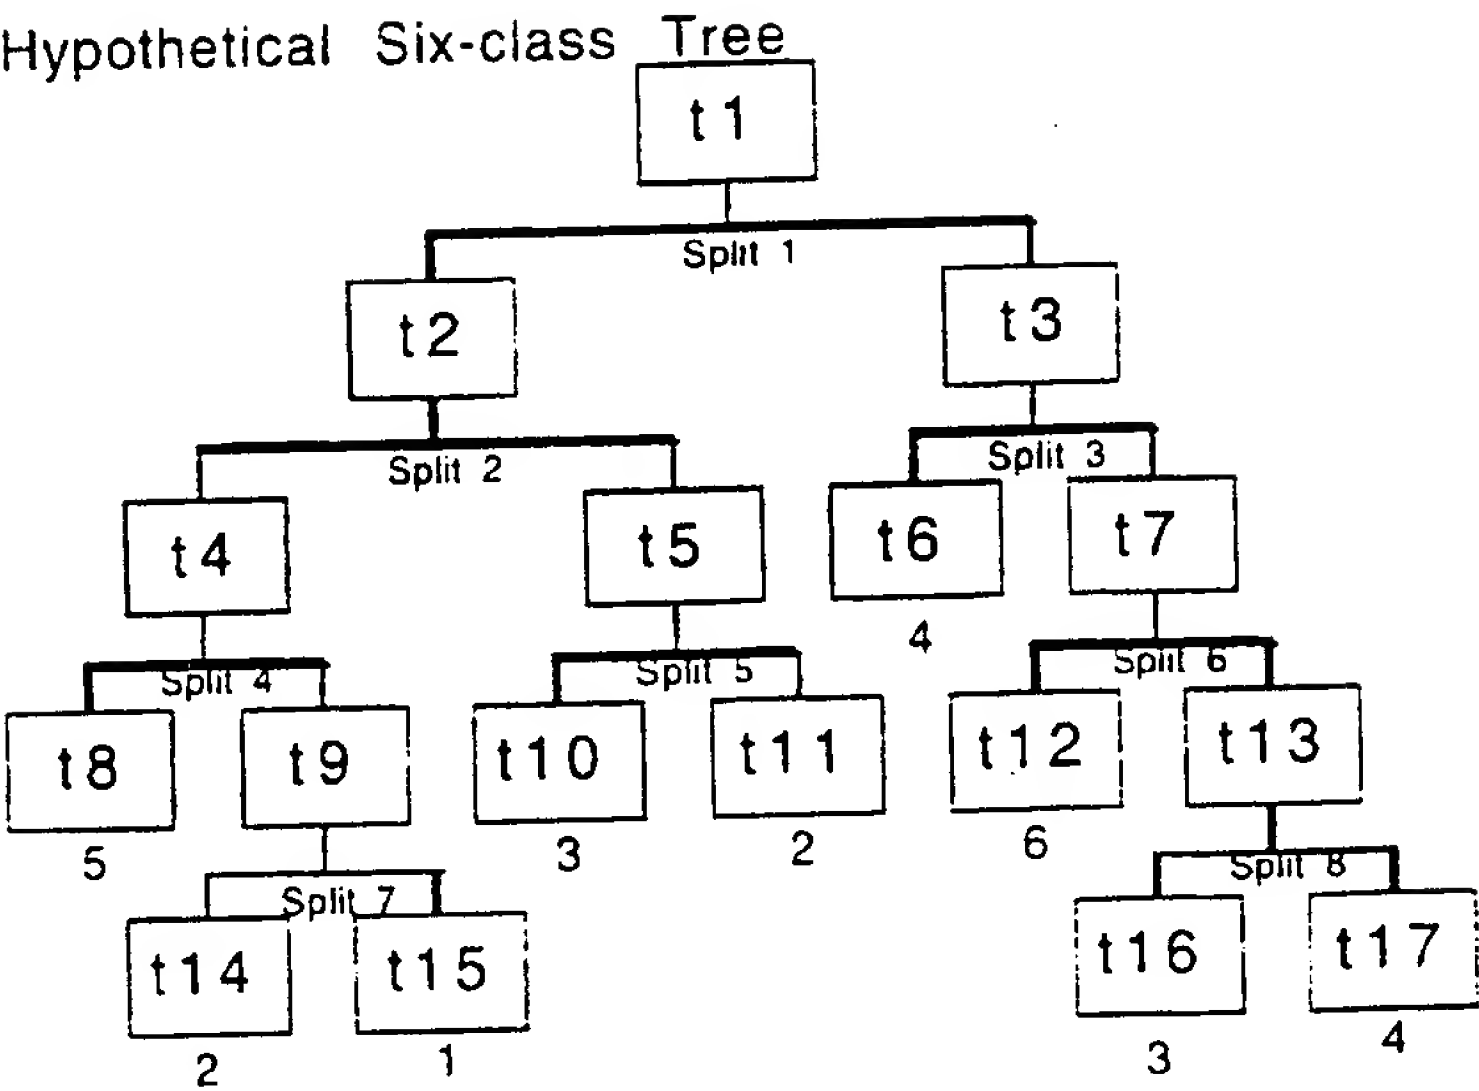 Hypothetical Six-class Tree
t1
Split 1
t2
t3
Split 2
Split 3
t4
t5
t6
t7
4
Split 4
Split 5
Split 6
t8
t9
t10
t11
t12
t13
5
3
2
6
Split 7
Split 8
t14
t15
t16
t17
2
1
3
4